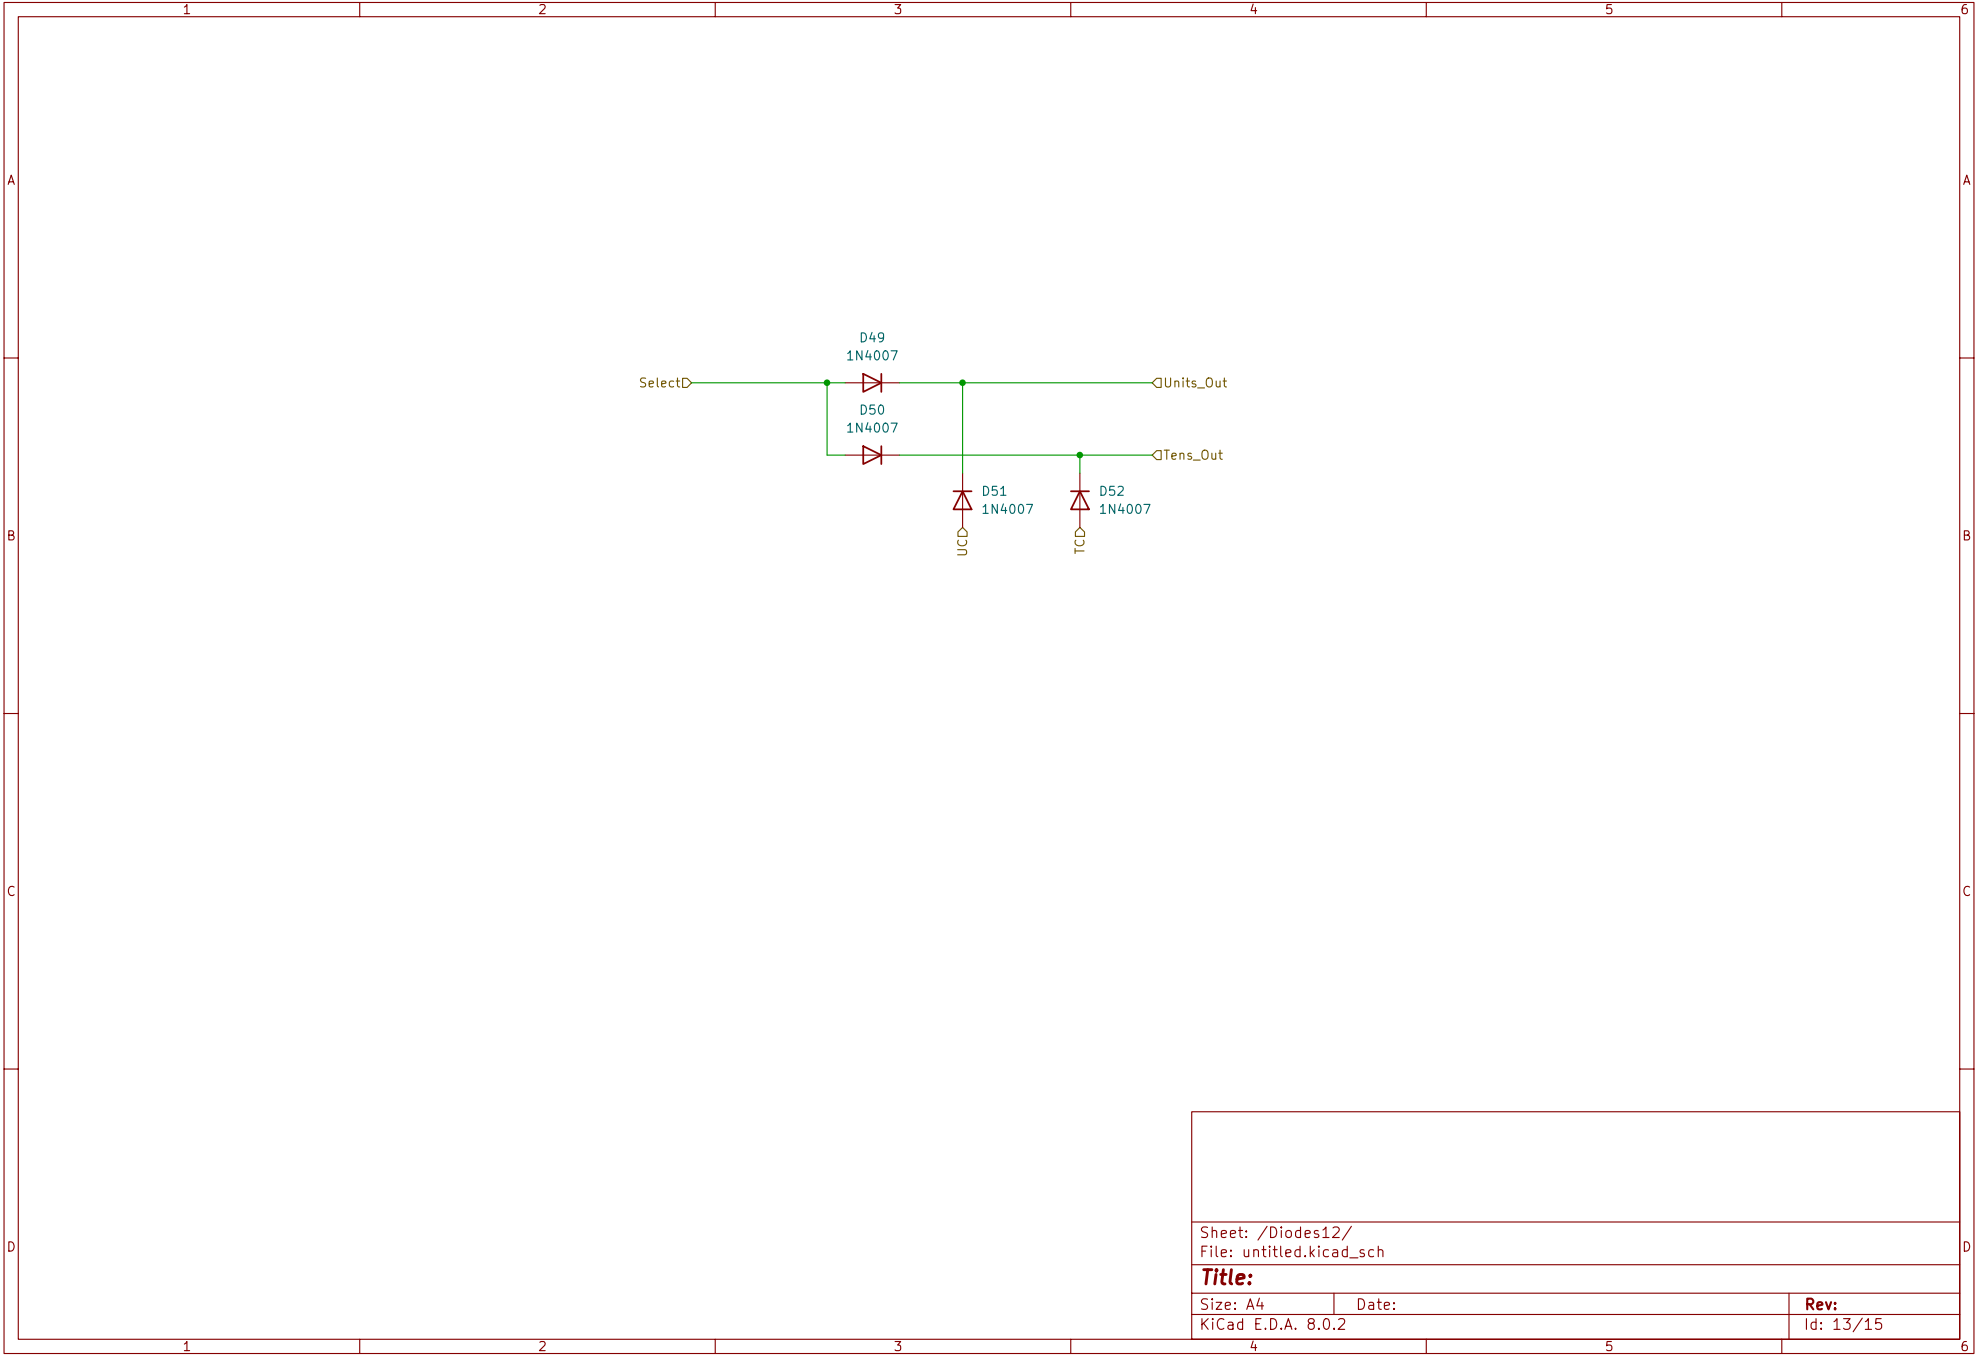 1 2 3 4 5 6
A A
D49
1N4007
Select Units_Out
D50
1N4007
Tens_Out
D51 D52
1N4007 1N4007
UC TC
B B
C C
Sheet: /Diodes12/
D D
File: untitled.kicad_sch
Title:
Size: A4 Date: Rev:
KiCad E.D.A. 8.0.2 Id: 13/15
1 2 3 4 5 6